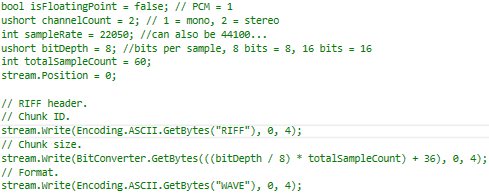 bool isFloatingPoint = false; // PCM = 1
ushort channelCount = 2; // 1 = mono, 2 = stereo
int sampleRate = 22050; //can also be 44100...
ushort bitDepth = 8; //bits per sample, 8 bits = 8, 16 bits = 16
int totalSampleCount = 60;
stream.Position = 0;
// RIFF header.
// Chunk ID.
stream.Write(Encoding.ASCII.GetBytes("RIFF"), 0, 4);
// Chunk size.
stream.Write(BitConverter.GetBytes(((bitDepth / 8) * totalSampleCount) + 36), 0, 4);
// Format.
stream.Write(Encoding.ASCII.GetBytes("WAVE"), 0, 4);